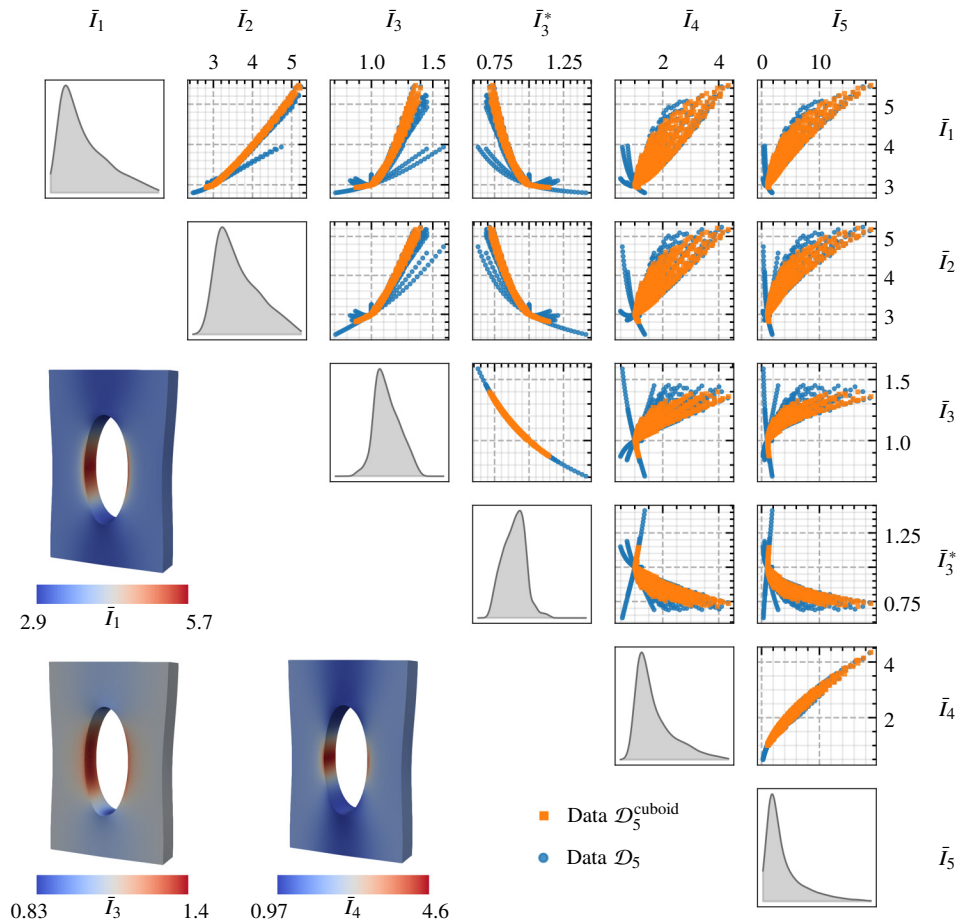 Ī₁ Ī₂ Ī₃ Ī₃* Ī₄ Ī₅
3 4 5 1.0 1.5 0.75 1.25 2 4 0 10
5
4
3
Ī₁
5
4
3
Ī₂
1.5
1.0
Ī₃
1.25
0.75
Ī₃*
4
2
Ī₄
Ī₅
2.9 Ī₁ 5.7
0.83 Ī₃ 1.4
0.97 Ī₄ 4.6
Data 𝒟₅ᶜᵘᵇᵒⁱᵈ
Data 𝒟₅